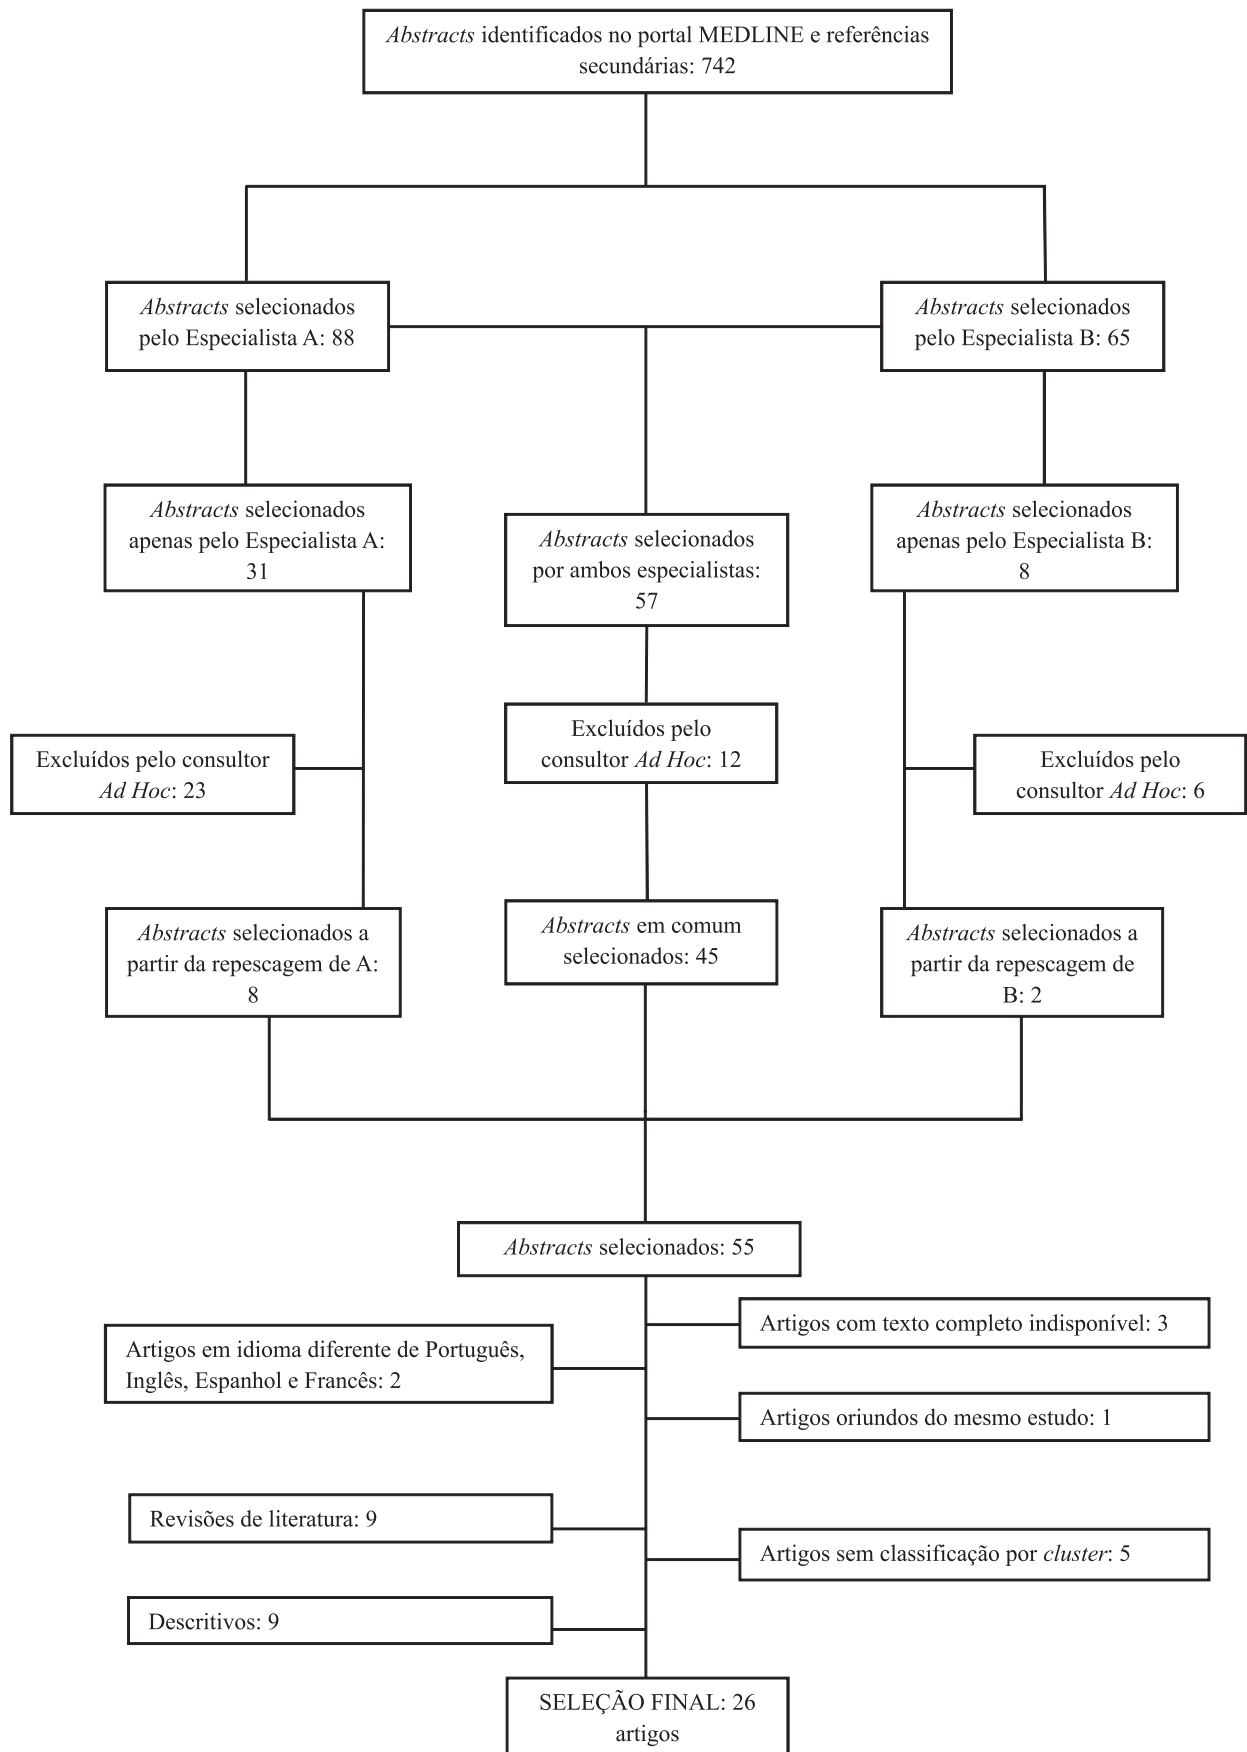 Abstracts identificados no portal MEDLINE e referências
secundárias: 742
Abstracts selecionados
pelo Especialista A: 88
Abstracts selecionados
pelo Especialista B: 65
Abstracts selecionados
apenas pelo Especialista A:
31
Abstracts selecionados
por ambos especialistas:
57
Abstracts selecionados
apenas pelo Especialista B:
8
Excluídos pelo consultor
Ad Hoc: 23
Excluídos pelo
consultor Ad Hoc: 12
Excluídos pelo
consultor Ad Hoc: 6
Abstracts selecionados a
partir da repescagem de A:
8
Abstracts em comum
selecionados: 45
Abstracts selecionados a
partir da repescagem de
B: 2
Abstracts selecionados: 55
Artigos com texto completo indisponível: 3
Artigos em idioma diferente de Português,
Inglês, Espanhol e Francês: 2
Artigos oriundos do mesmo estudo: 1
Revisões de literatura: 9
Artigos sem classificação por cluster: 5
Descritivos: 9
SELEÇÃO FINAL: 26
artigos